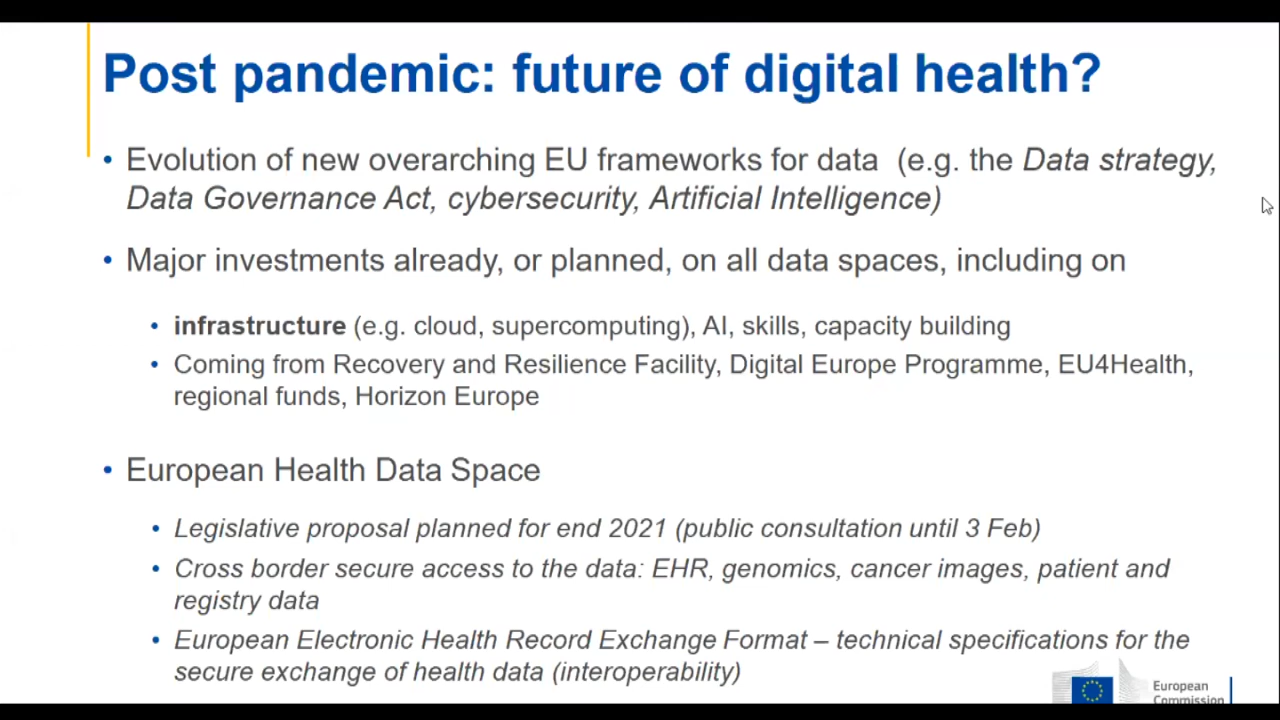 Post pandemic: future of digital health?
• Evolution of new overarching EU frameworks for data (e.g. the Data strategy,
Data Governance Act, cybersecurity, Artificial Intelligence)
• Major investments already, or planned, on all data spaces, including on
• infrastructure (e.g. cloud, supercomputing), AI, skills, capacity building
• Coming from Recovery and Resilience Facility, Digital Europe Programme, EU4Health,
regional funds, Horizon Europe
• European Health Data Space
• Legislative proposal planned for end 2021 (public consultation until 3 Feb)
• Cross border secure access to the data: EHR, genomics, cancer images, patient and
registry data
• European Electronic Health Record Exchange Format – technical specifications for the
secure exchange of health data (interoperability)
European
Commission